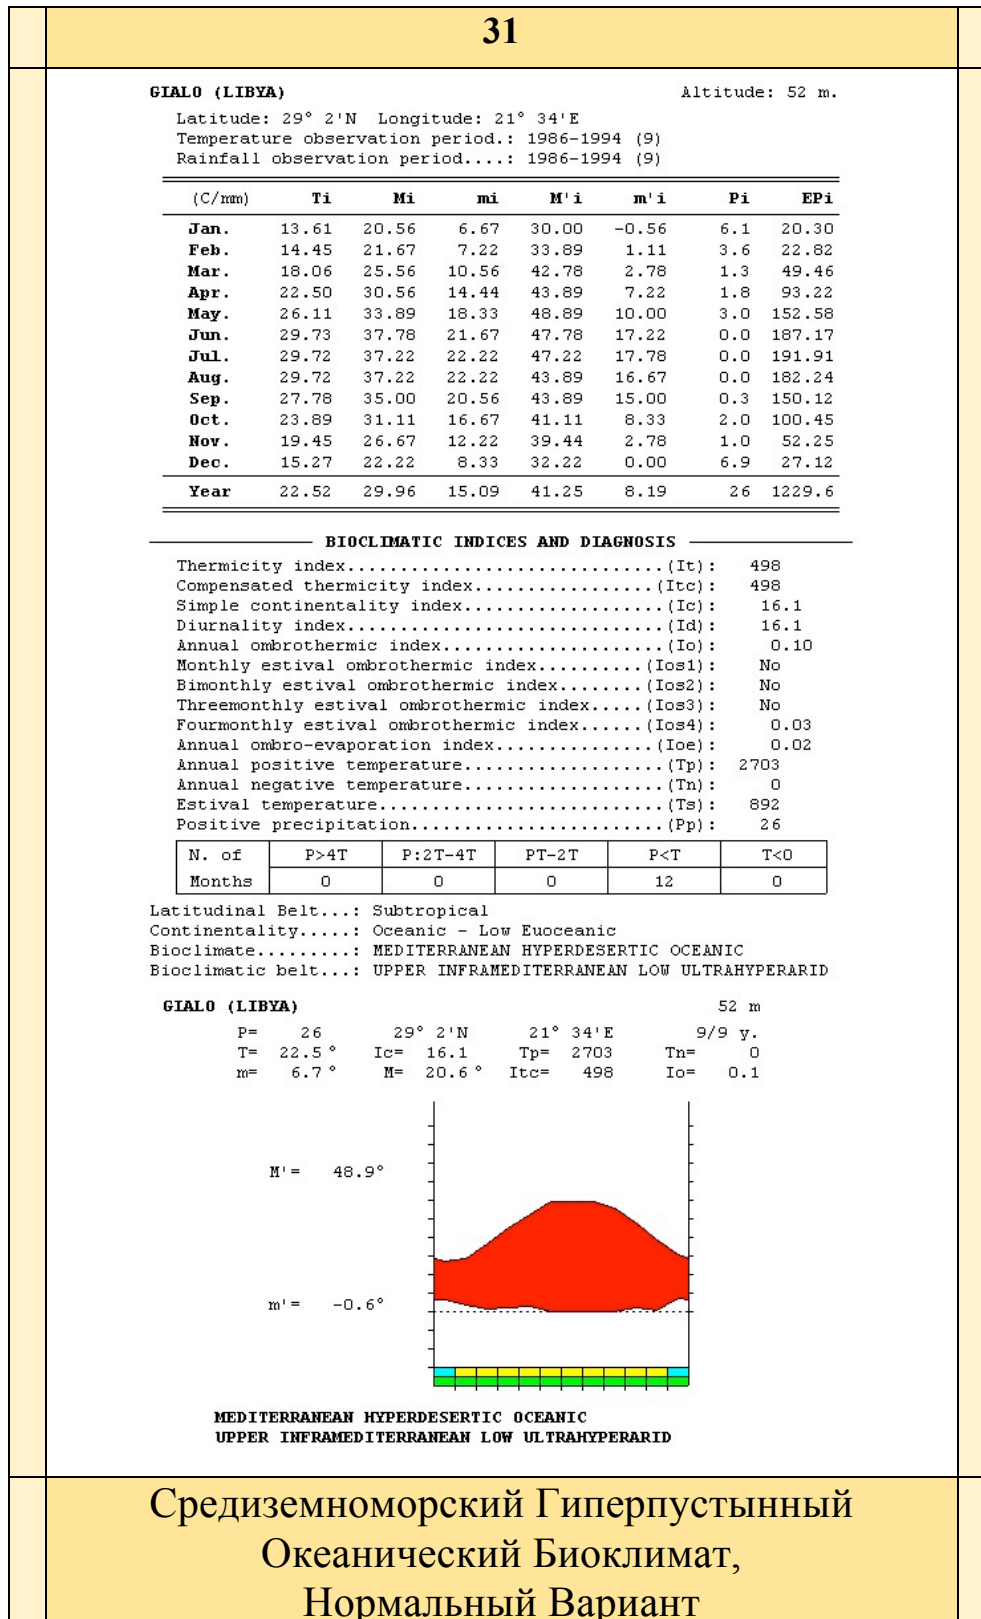 31
GIALO (LIBYA) Altitude: 52 m.
Latitude: 29° 2'N Longitude: 21° 34'E
Temperature observation period.: 1986-1994 (9)
Rainfall observation period....: 1986-1994 (9)
(C/mm) Ti Mi mi M'i m'i Pi EPi
Jan. 13.61 20.56 6.67 30.00 -0.56 6.1 20.30
Feb. 14.45 21.67 7.22 33.89 1.11 3.6 22.82
Mar. 18.06 25.56 10.56 42.78 2.78 1.3 49.46
Apr. 22.50 30.56 14.44 43.89 7.22 1.8 93.22
May. 26.11 33.89 18.33 48.89 10.00 3.0 152.58
Jun. 29.73 37.78 21.67 47.78 17.22 0.0 187.17
Jul. 29.72 37.22 22.22 47.22 17.78 0.0 191.91
Aug. 29.72 37.22 22.22 43.89 16.67 0.0 182.24
Sep. 27.78 35.00 20.56 43.89 15.00 0.3 150.12
Oct. 23.89 31.11 16.67 41.11 8.33 2.0 100.45
Nov. 19.45 26.67 12.22 39.44 2.78 1.0 52.25
Dec. 15.27 22.22 8.33 32.22 0.00 6.9 27.12
Year 22.52 29.96 15.09 41.25 8.19 26 1229.6
BIOCLIMATIC INDICES AND DIAGNOSIS
Thermicity index..............................(It): 498
Compensated thermicity index.................(Itc): 498
Simple continentality index...................(Ic): 16.1
Diurnality index..............................(Id): 16.1
Annual ombrothermic index.....................(Io): 0.10
Monthly estival ombrothermic index..........(Ios1): No
Bimonthly estival ombrothermic index........(Ios2): No
Threemonthly estival ombrothermic index.....(Ios3): No
Fourmonthly estival ombrothermic index......(Ios4): 0.03
Annual ombro-evaporation index...............(Ioe): 0.02
Annual positive temperature...................(Tp): 2703
Annual negative temperature...................(Tn): 0
Estival temperature...........................(Ts): 892
Positive precipitation........................(Pp): 26
N. of P>4T P:2T-4T PT-2T P<T T<0
Months 0 0 0 12 0
Latitudinal Belt...: Subtropical
Continentality.....: Oceanic - Low Euoceanic
Bioclimate.........: MEDITERRANEAN HYPERDESERTIC OCEANIC
Bioclimatic belt...: UPPER INFRAMEDITERRANEAN LOW ULTRAHYPERARID
GIALO (LIBYA) 52 m
P= 26 29° 2'N 21° 34'E 9/9 y.
T= 22.5° Ic= 16.1 Tp= 2703 Tn= 0
m= 6.7° M= 20.6° Itc= 498 Io= 0.1
M'= 48.9°
m'= -0.6°
MEDITERRANEAN HYPERDESERTIC OCEANIC
UPPER INFRAMEDITERRANEAN LOW ULTRAHYPERARID
Средиземноморский Гиперпустынный
Океанический Биоклимат,
Нормальный Вариант